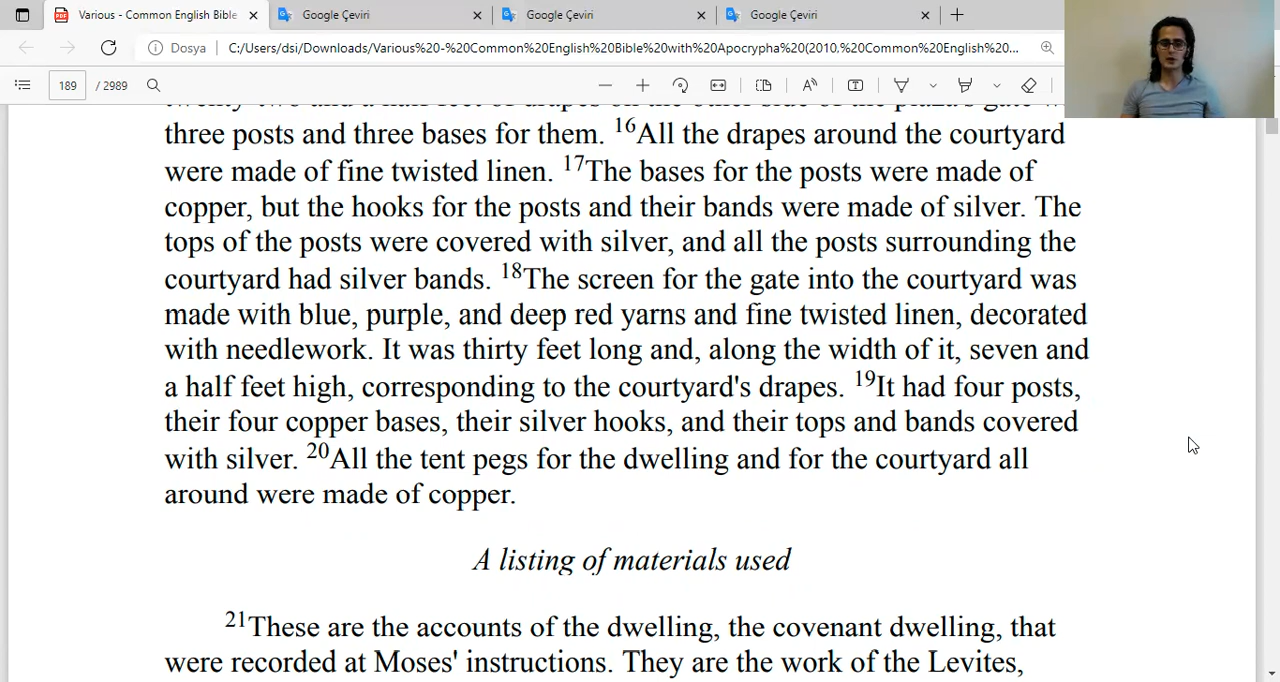 Various - Common English Bible
Google Çeviri
Google Çeviri
Google Çeviri
Dosya
C:/Users/dsi/Downloads/Various%20-%20Common%20English%20Bible%20with%20Apocrypha%20(2010,%20Common%20English%20...
189 / 2989
three posts and three bases for them. 16All the drapes around the courtyard
were made of fine twisted linen. 17The bases for the posts were made of
copper, but the hooks for the posts and their bands were made of silver. The
tops of the posts were covered with silver, and all the posts surrounding the
courtyard had silver bands. 18The screen for the gate into the courtyard was
made with blue, purple, and deep red yarns and fine twisted linen, decorated
with needlework. It was thirty feet long and, along the width of it, seven and
a half feet high, corresponding to the courtyard's drapes. 19It had four posts,
their four copper bases, their silver hooks, and their tops and bands covered
with silver. 20All the tent pegs for the dwelling and for the courtyard all
around were made of copper.
A listing of materials used
21These are the accounts of the dwelling, the covenant dwelling, that
were recorded at Moses' instructions. They are the work of the Levites,